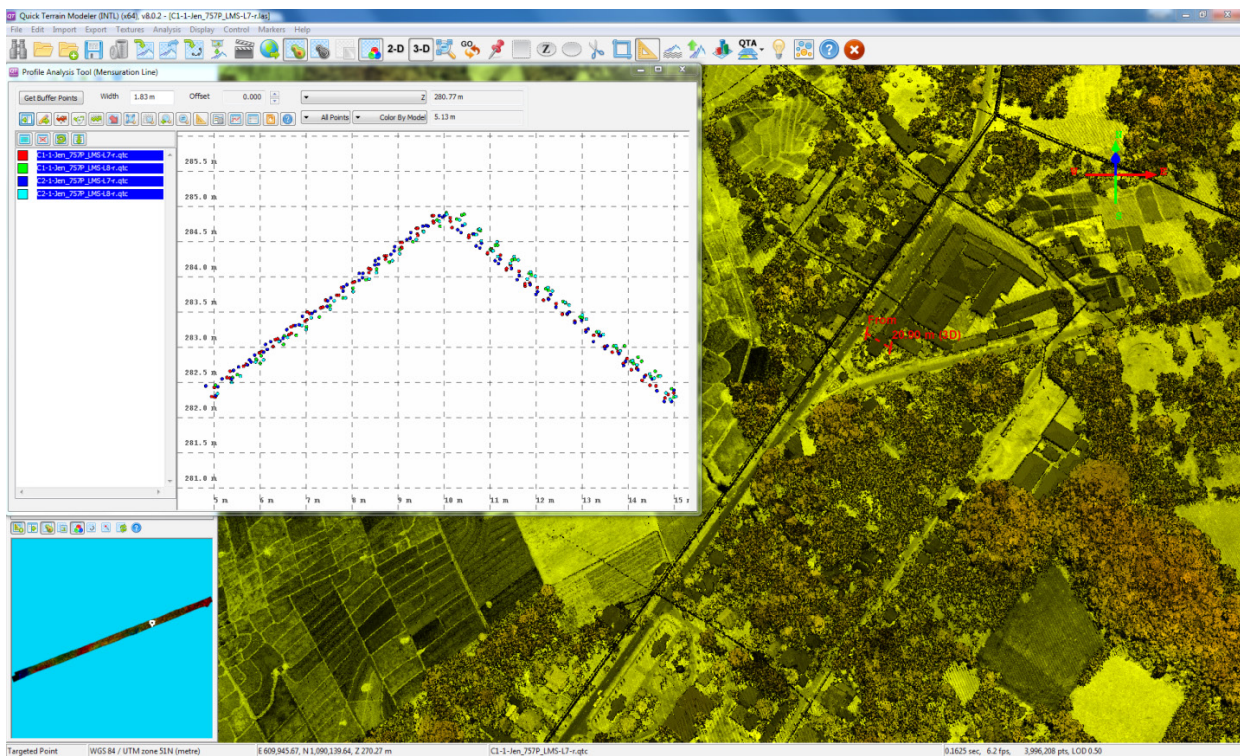 Quick Terrain Modeler (INTL) (x64), v8.0.2 - [C1-1-Jen_757P_LMS-L7-r.las]
File Edit Import Export Textures Analysis Display Control Markers Help
2-D 3-D GO Z QTA
Profile Analysis Tool (Mensuration Line)
Get Buffer Points Width 1.83 m Offset 0.000 Z 280.77 m
All Points Color By Model 5.13 m
C1-1-Jen_757P_LMS-L7-r.qtc
C1-1-Jen_757P_LMS-L8-r.qtc
C2-1-Jen_757P_LMS-L7-r.qtc
C2-1-Jen_757P_LMS-L8-r.qtc
285.5 m
285.0 m
284.5 m
284.0 m
283.5 m
283.0 m
282.5 m
282.0 m
281.5 m
281.0 m
5 m 6 m 7 m 8 m 9 m 10 m 11 m 12 m 13 m 14 m 15
Targeted Point WGS 84 / UTM zone 51N (metre) E 609,945.67, N 1,090,139.64, Z 270.27 m C1-1-Jen_757P_LMS-L7-r.qtc 0.1625 sec, 6.2 fps, 3,996,208 pts, LOD 0.50